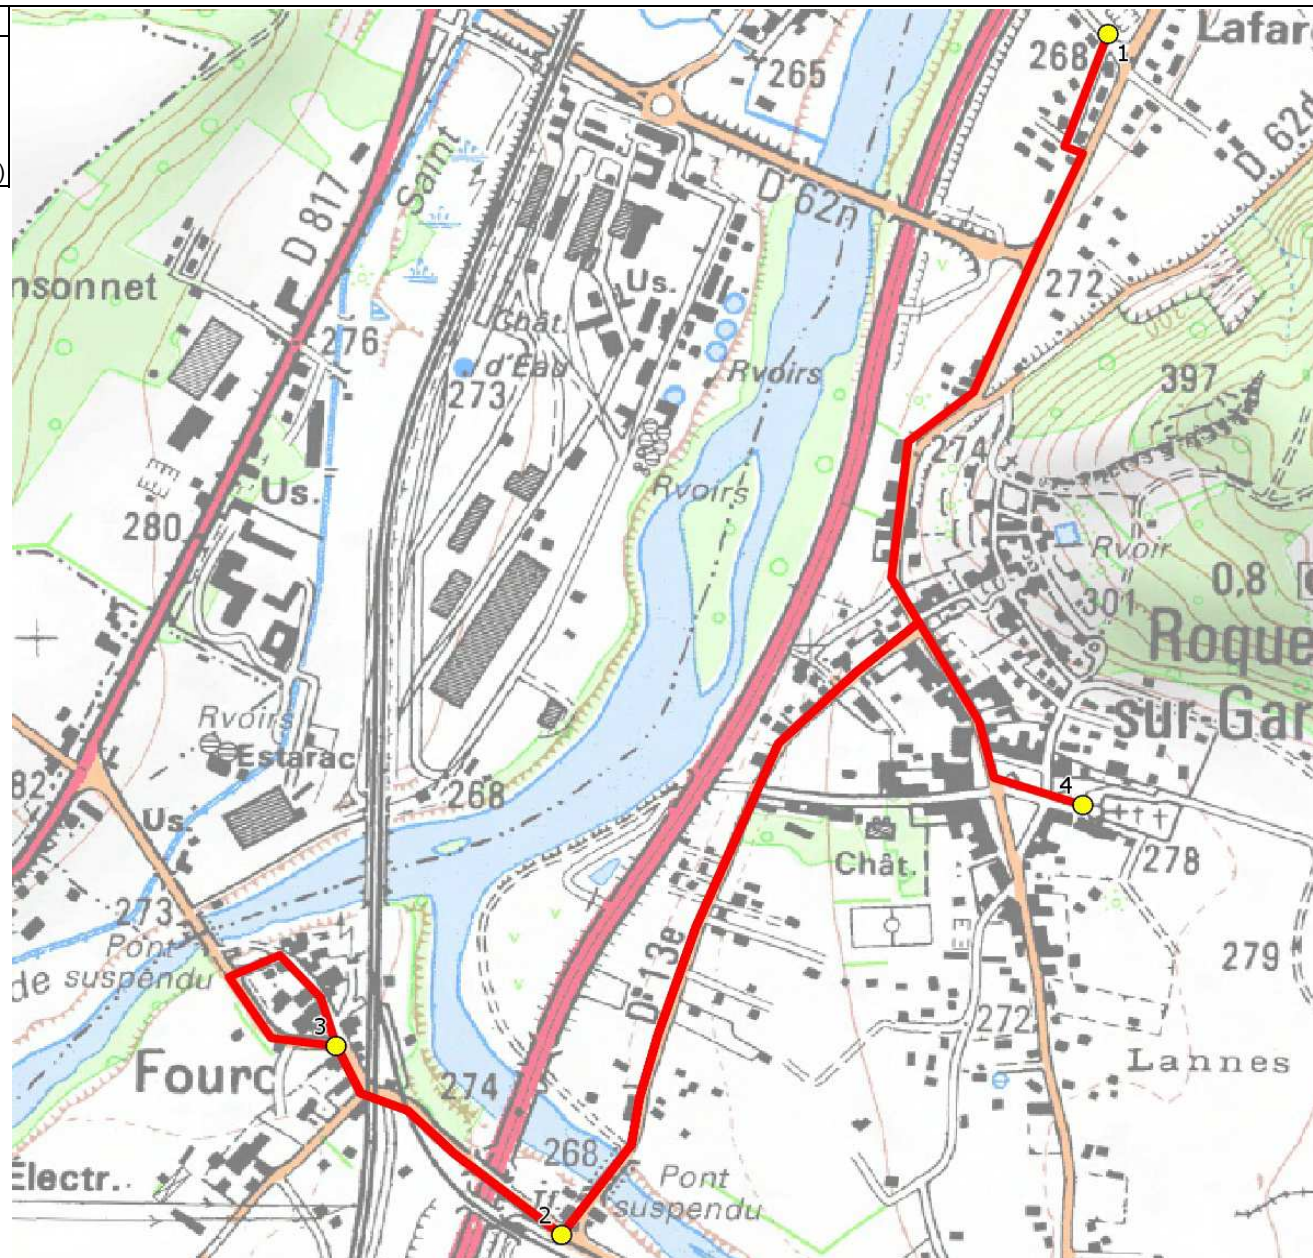 )
1
268
Lafar
265
Saint
D 817
D 62n
D 62d
nsonnet
Us.
272
276
Chât.
d'Eau
273
Rvoirs
397
274
Us.
Rvoirs
280
Rvoir
0,8
301
Roque
sur Gar
Rvoirs
Estarac
82
268
4
Us.
Chât.
278
273
Pont
suspendu
de
D 13e
279
3
272
Fourc
274
Lannes
268
Pont
suspendu
Electr.
2